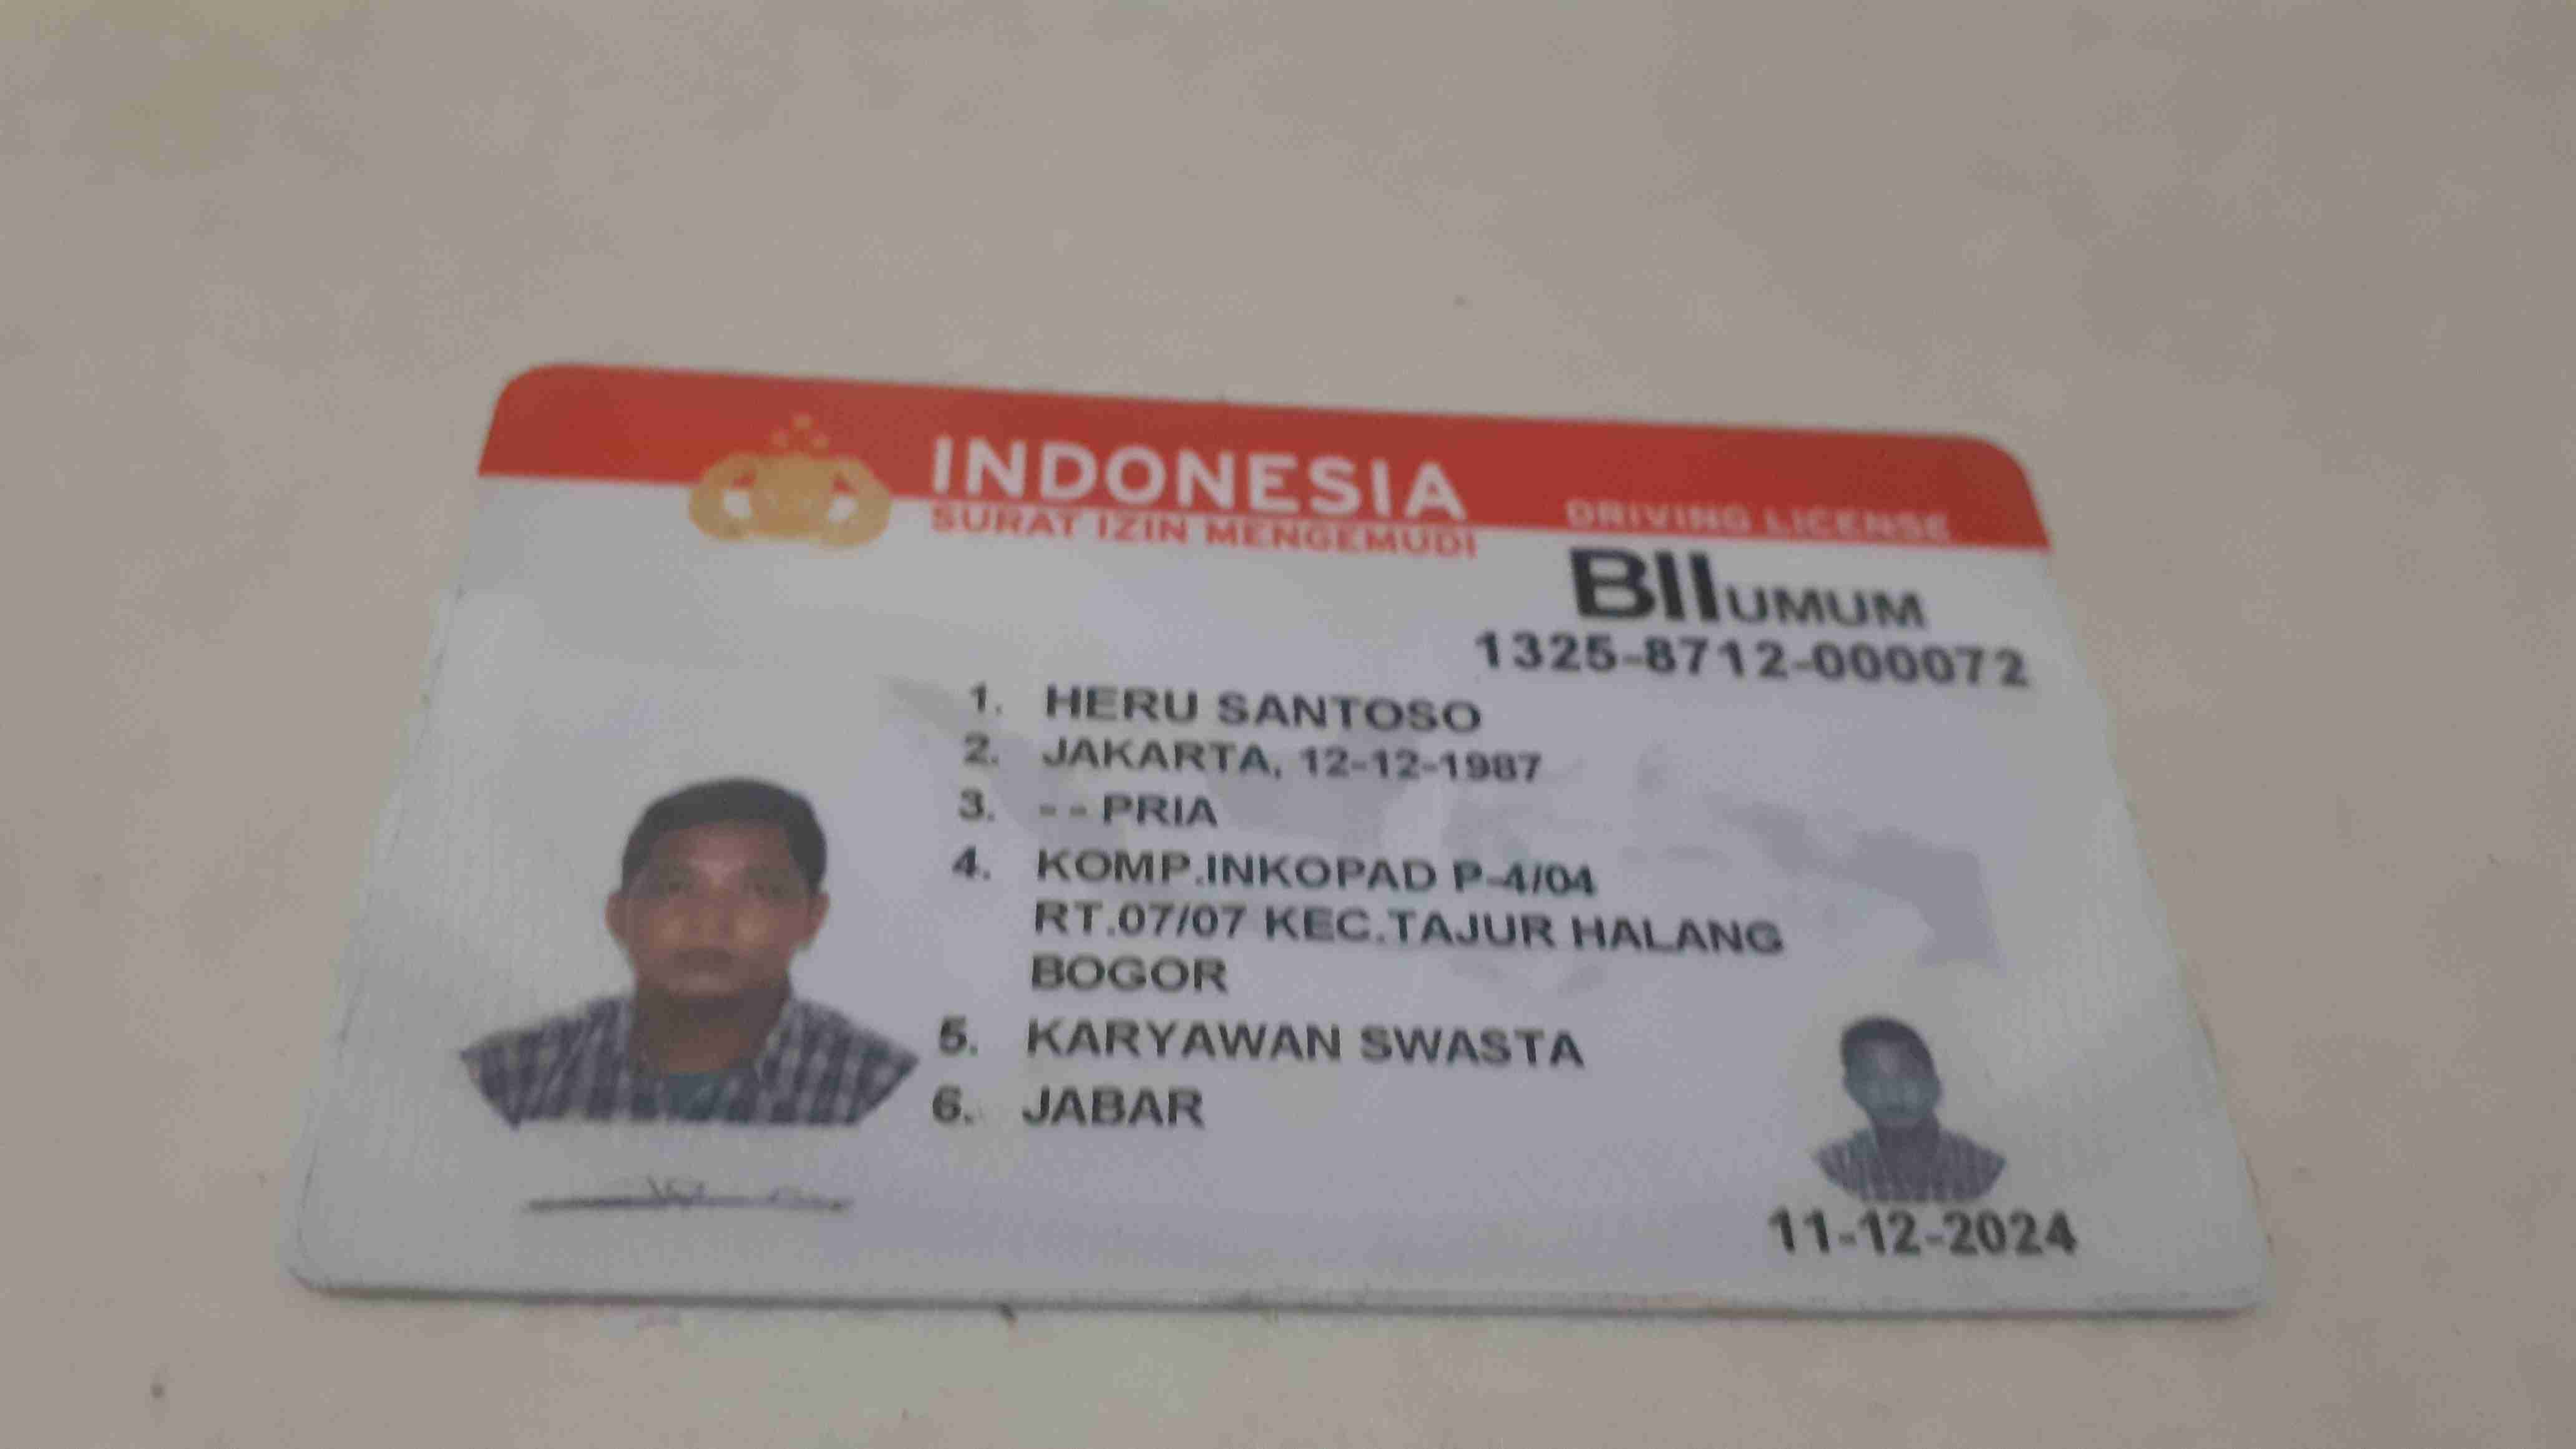 INDONESIA
SURAT IZIN MENGEMUDI
DRIVING LICENSE
BII UMUM
1325-8712-000072
1. HERU SANTOSO
2. JAKARTA, 12-12-1987
3. - - PRIA
4. KOMP.INKOPAD P-4/04
RT.07/07 KEC.TAJUR HALANG
BOGOR
5. KARYAWAN SWASTA
6. JABAR
11-12-2024